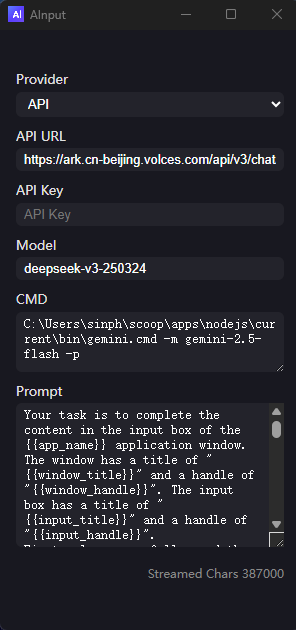 AI AInput
Provider
API
API URL
https://ark.cn-beijing.volces.com/api/v3/chat
API Key
API Key
Model
deepseek-v3-250324
CMD
C:\Users\sinph\scoop\apps\nodejs\cur
rent\bin\gemini.cmd -m gemini-2.5-
flash -p
Prompt
Your task is to complete the
content in the input box of the
{{app_name}} application window.
The window has a title of "
{{window_title}}" and a handle of
"{{window_handle}}". The input
box has a title of "
{{input_title}}" and a handle of
"{{input_handle}}".
Streamed Chars 387000